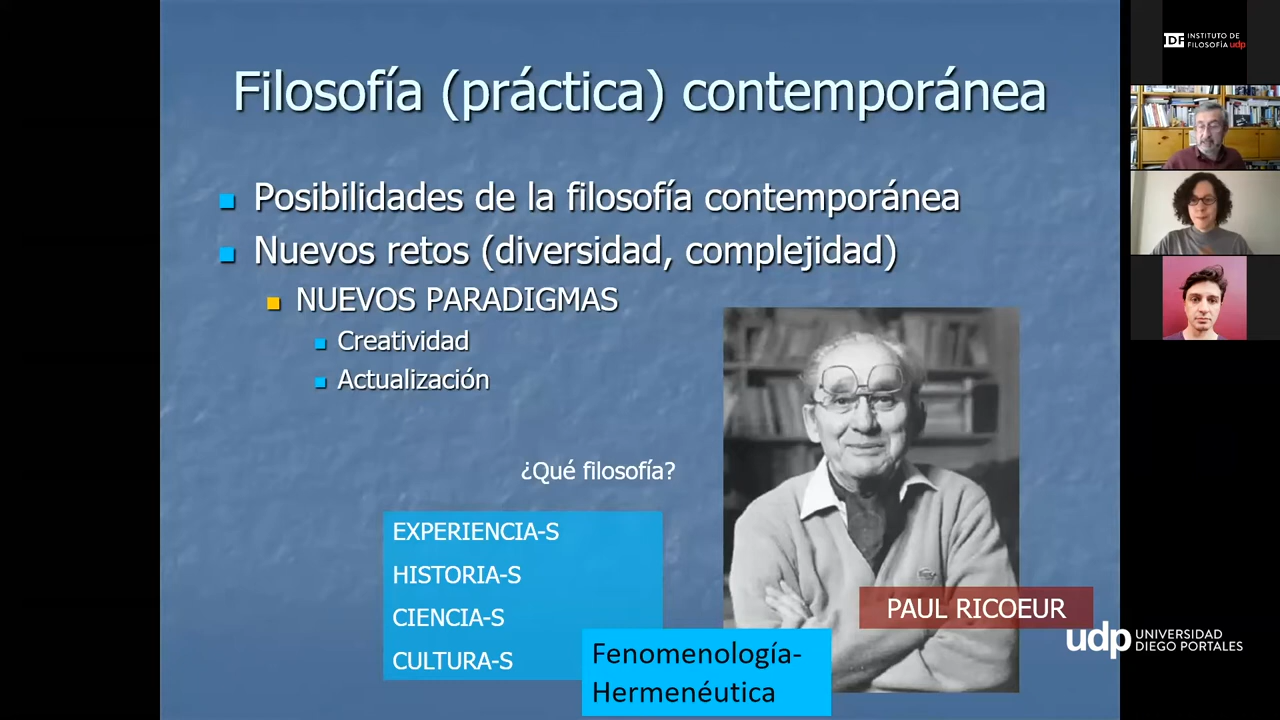 Filosofía (práctica) contemporánea
Posibilidades de la filosofía contemporánea
Nuevos retos (diversidad, complejidad)
NUEVOS PARADIGMAS
Creatividad
Actualización
¿Qué filosofía?
EXPERIENCIA-S
HISTORIA-S
CIENCIA-S
CULTURA-S
Fenomenología-
Hermenéutica
PAUL RICOEUR
udp UNIVERSIDAD
DIEGO PORTALES
IDF INSTITUTO DE
FILOSOFÍA udp